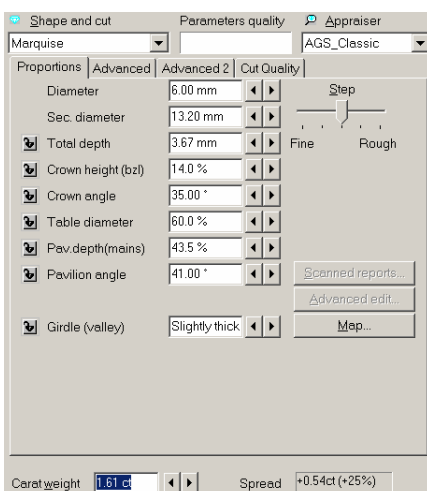 Shape and cut Parameters quality Appraiser
Marquise AGS_Classic
Proportions Advanced Advanced 2 Cut Quality
Diameter 6.00 mm Step
Sec. diameter 13.20 mm
Total depth 3.67 mm Fine Rough
Crown height (bzl) 14.0 %
Crown angle 35.00 °
Table diameter 60.0 %
Pav.depth(mains) 43.5 %
Pavilion angle 41.00 ° Scanned reports...
Advanced edit...
Girdle (valley) Slightly thick Map...
Carat weight 1.61 ct Spread +0.54ct (+25%)